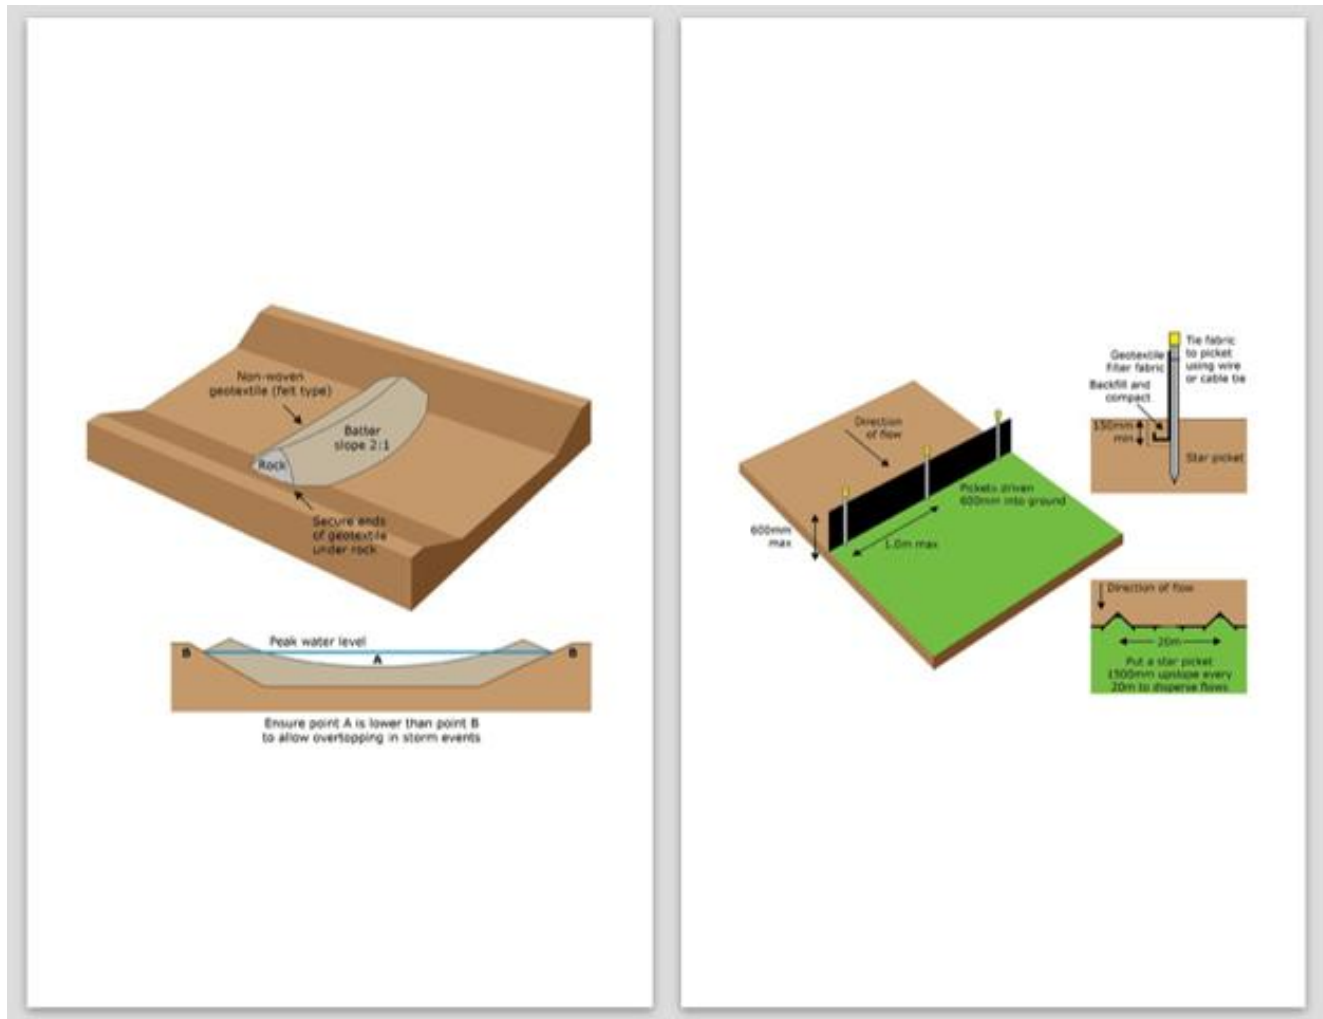 Non-woven
geotextile (felt type)
Batter
slope 2:1
Rock
Secure ends
of geotextile
under rock
Peak water level
B
A
B
Ensure point A is lower than point B
to allow overtopping in storm events
Direction
of flow
Pickets driven
600mm into ground
600mm
max
1.0m max
Geotextile
filter fabric
Tie fabric
to picket
using wire
or cable tie
Backfill and
compact
150mm
min
Star picket
Direction of flow
20m
Put a star picket
1500mm upslope every
20m to disperse flows